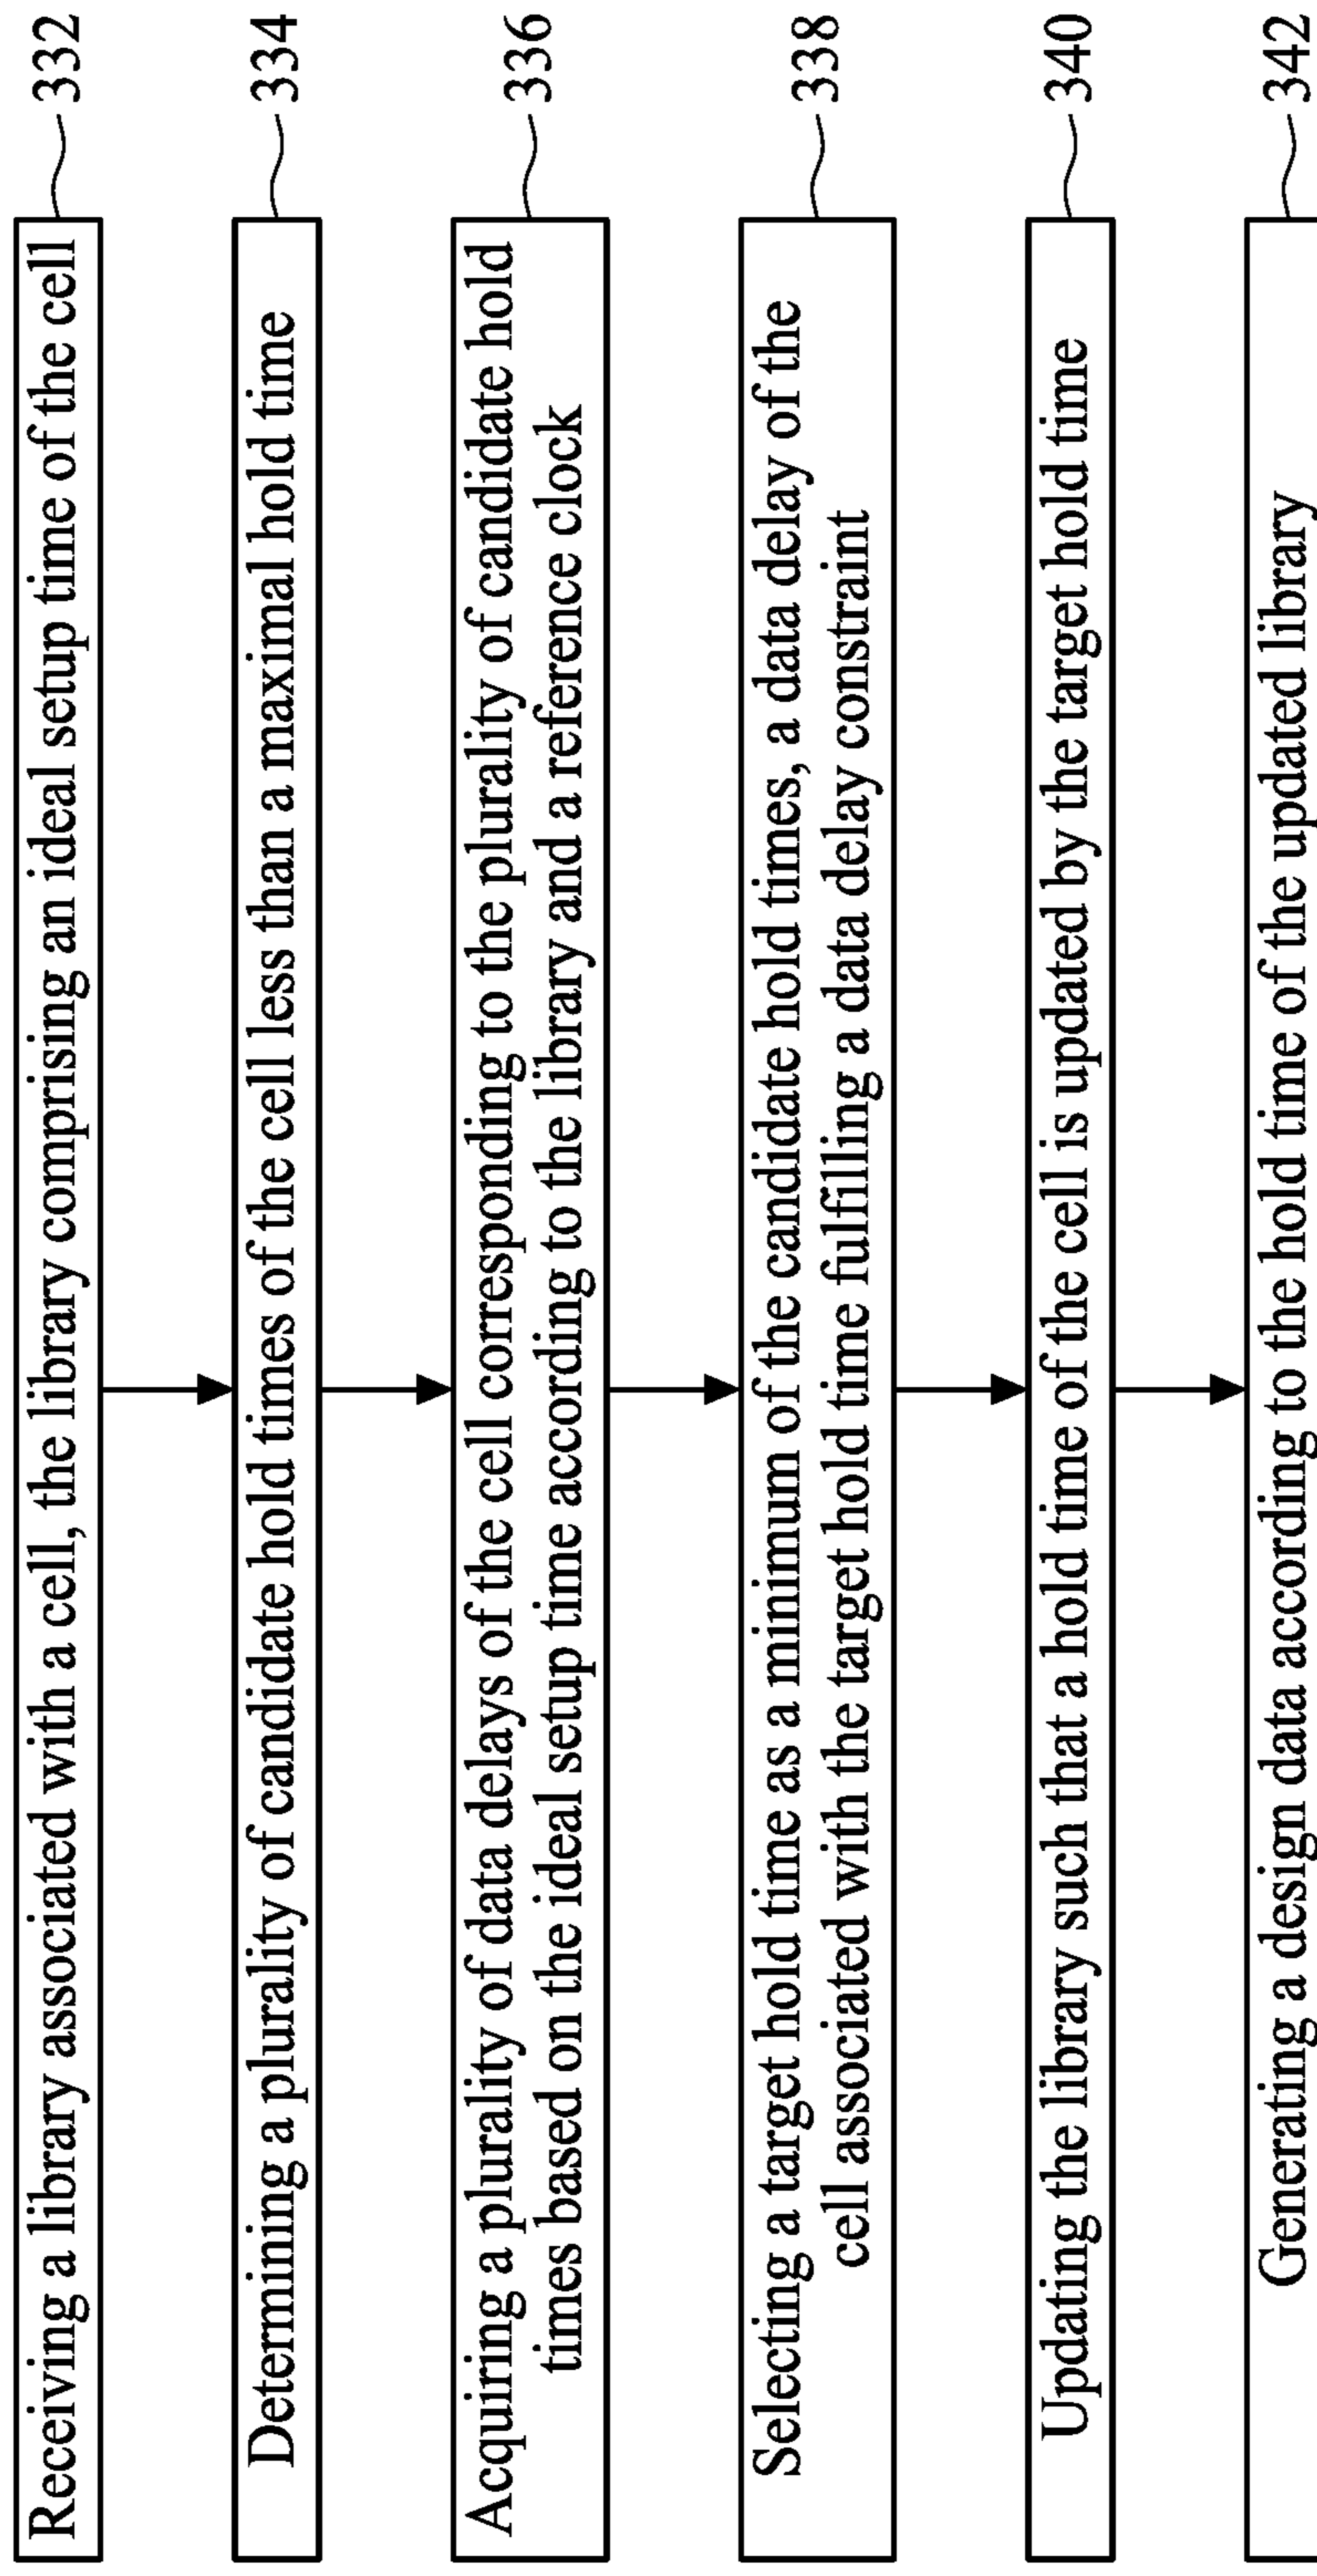 Receiving a library associated with a cell, the library comprising an ideal setup time of the cell
332
Determining a plurality of candidate hold times of the cell less than a maximal hold time
334
Acquiring a plurality of data delays of the cell corresponding to the plurality of candidate hold
times based on the ideal setup time according to the library and a reference clock
336
Selecting a target hold time as a minimum of the candidate hold times, a data delay of the
cell associated with the target hold time fulfilling a data delay constraint
338
Updating the library such that a hold time of the cell is updated by the target hold time
340
Generating a design data according to the hold time of the updated library
342